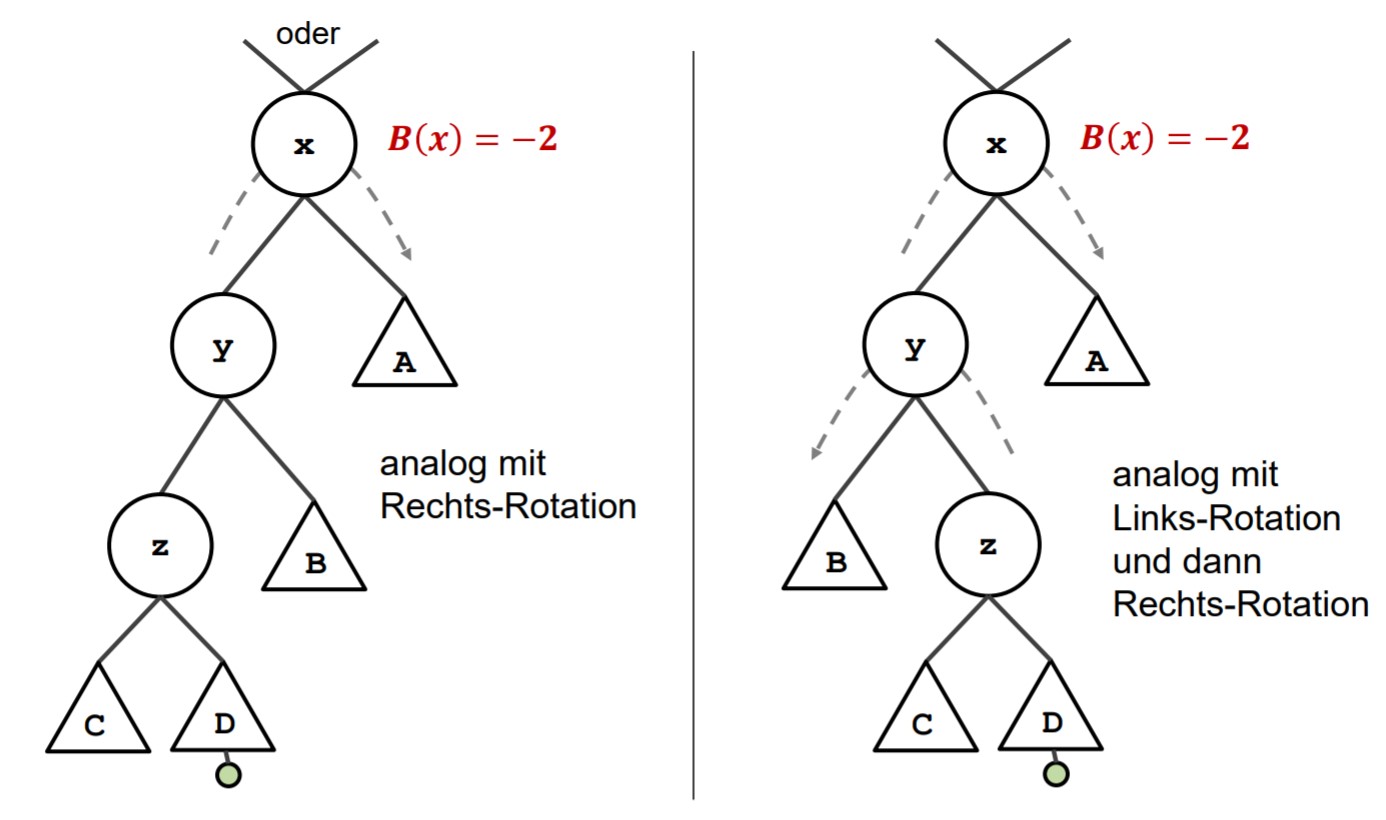 oder
x
B(x) = −2
y
A
analog mit
Rechts-Rotation
z
B
C
D
x
B(x) = −2
y
A
analog mit
Links-Rotation
und dann
Rechts-Rotation
B
z
C
D